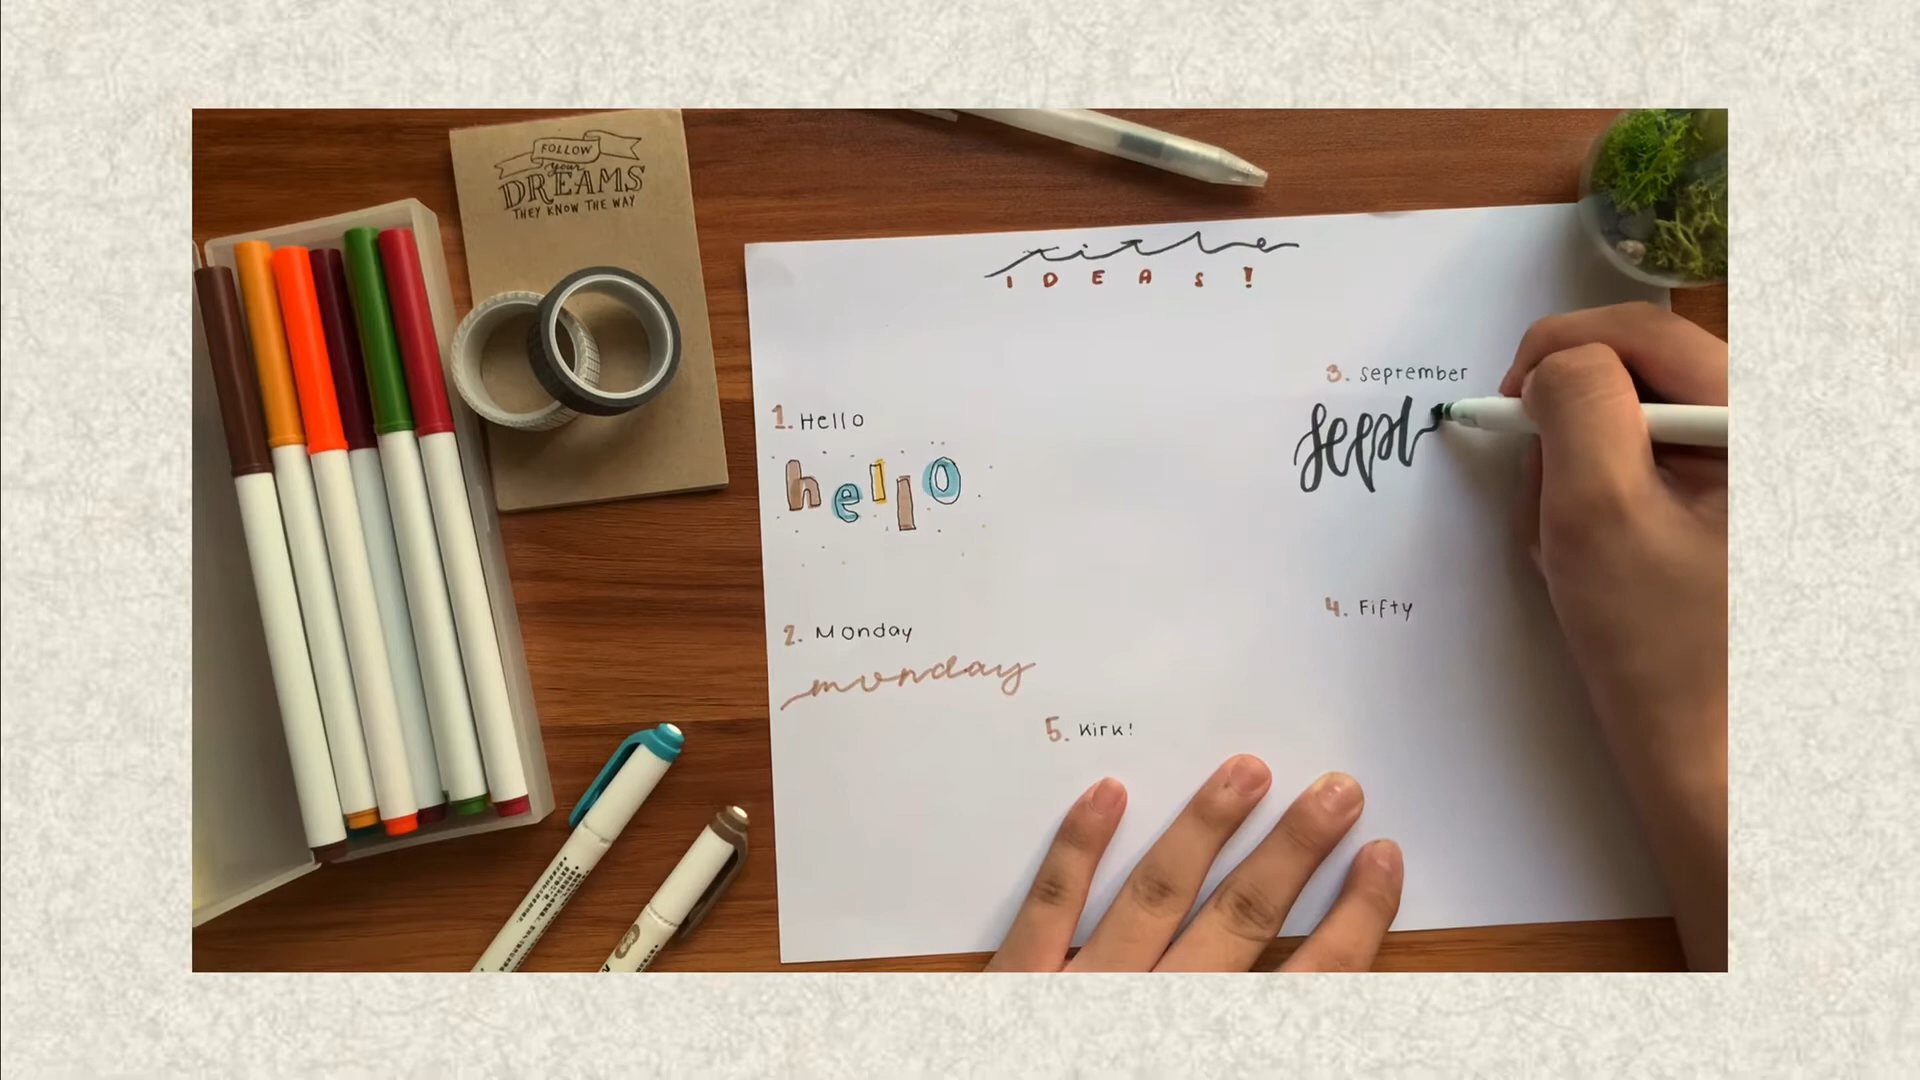 FOLLOW
your
DREAMS
THEY KNOW THE WAY
title
IDEAS!
1. Hello
hello
2. Monday
monday
3. september
sept
4. Fifty
5. Kirk!